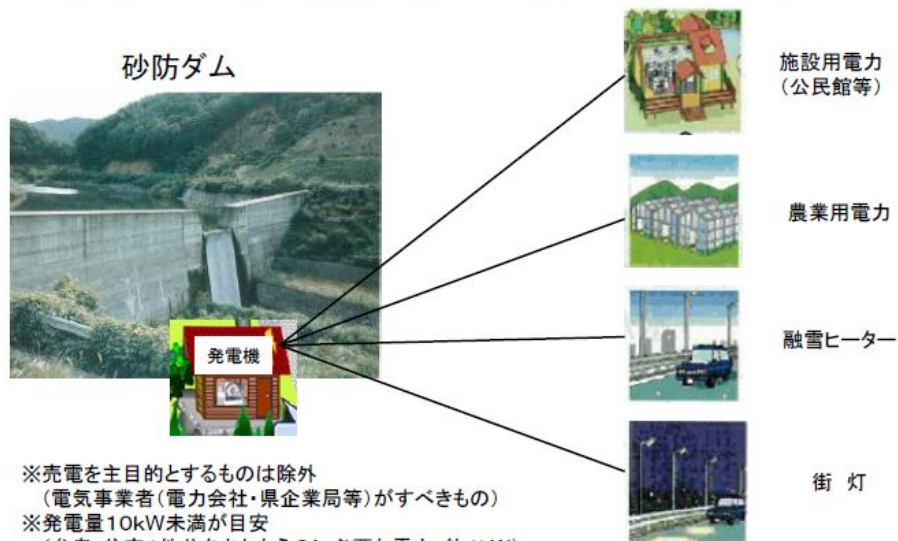 砂防ダム
発電機
施設用電力
(公民館等)
農業用電力
融雪ヒーター
街 灯
※売電を主目的とするものは除外
(電気事業者(電力会社・県企業局等)がすべきもの)
※発電量10kW未満が目安